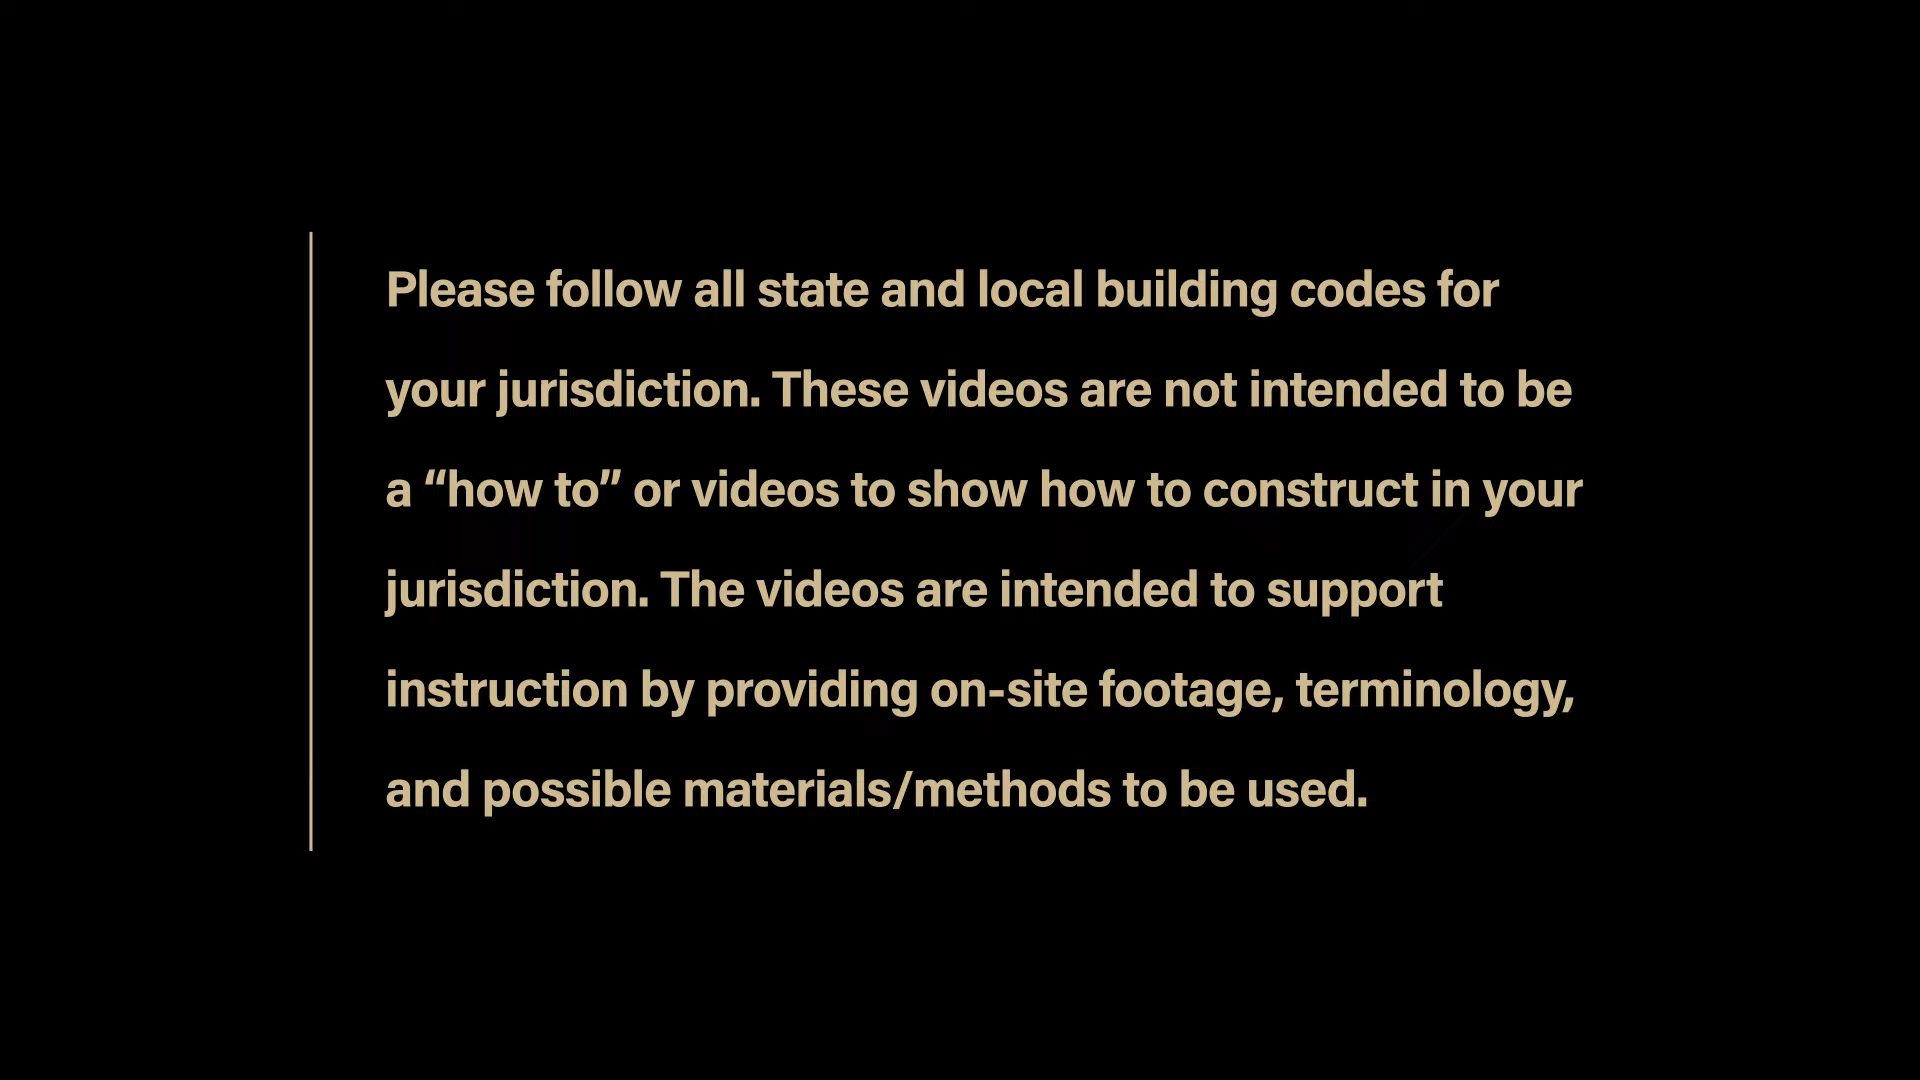 Please follow all state and local building codes for
your jurisdiction. These videos are not intended to be
a “how to” or videos to show how to construct in your
jurisdiction. The videos are intended to support
instruction by providing on-site footage, terminology,
and possible materials/methods to be used.